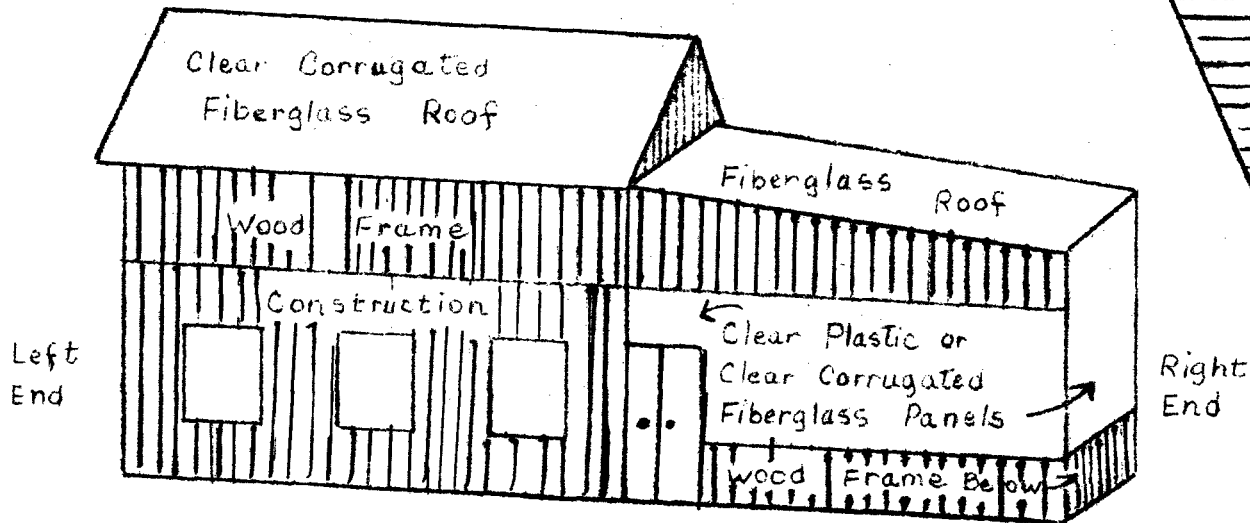 Clear Corrugated
Fiberglass Roof
Fiberglass
Roof
Wood Frame
Construction
Left
End
Clear Plastic or
Clear Corrugated
Fiberglass Panels
Right
End
Wood Frame Below